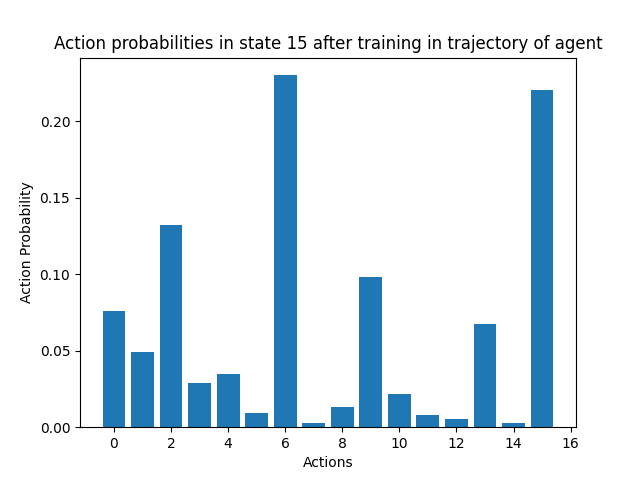 Action probabilities in state 15 after training in trajectory of agent
0.20
0.15
0.10
0.05
0.00
Action Probability
0 2 4 6 8 10 12 14 16
Actions